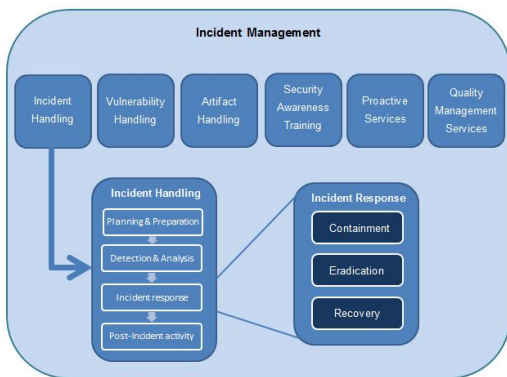 Incident Management
Incident
Handling
Vulnerability
Handling
Artifact
Handling
Security
Awareness
Training
Proactive
Services
Quality
Management
Services
Incident Handling
Planning & Preparation
Detection & Analysis
Incident response
Post-Incident activity
Incident Response
Containment
Eradication
Recovery